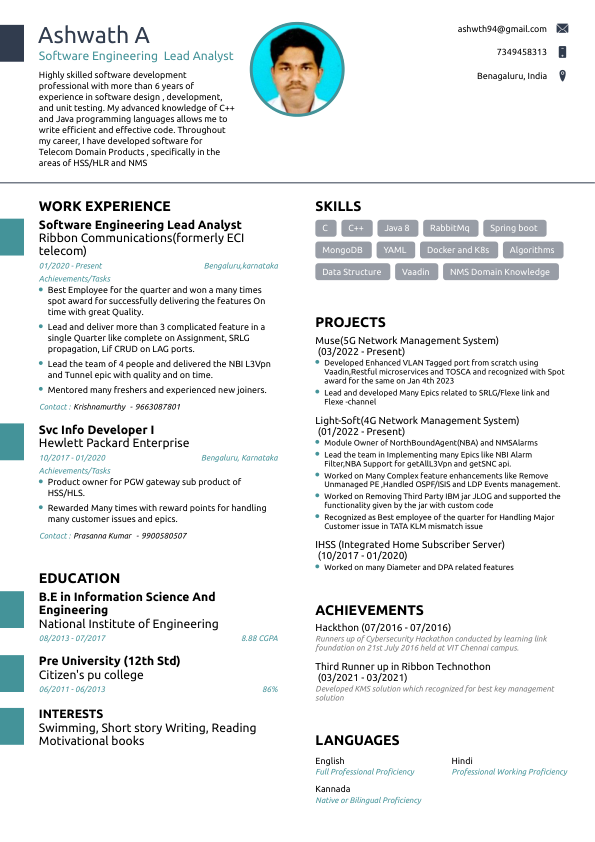 Ashwath A
Software Engineering  Lead Analyst
Highly skilled software development
professional with more than 6 years of
experience in software design , development,
and unit testing. My advanced knowledge of C++
and Java programming languages allows me to
write efficient and effective code. Throughout
my career, I have developed software for
Telecom Domain Products , specifically in the
areas of HSS/HLR and NMS
ashwth94@gmail.com
7349458313
Benagaluru, India
WORK EXPERIENCE
Software Engineering Lead Analyst
Ribbon Communications(formerly ECI
telecom)
01/2020 - Present
Bengaluru,karnataka
Achievements/Tasks
Best Employee for the quarter and won a many times
spot award for successfully delivering the features On
time with great Quality.
Lead and deliver more than 3 complicated feature in a
single Quarter like complete on Assignment, SRLG
propagation, Lif CRUD on LAG ports.
Lead the team of 4 people and delivered the NBI L3Vpn
and Tunnel epic with quality and on time.
Mentored many freshers and experienced new joiners.
Contact : Krishnamurthy  - 9663087801
Svc Info Developer I
Hewlett Packard Enterprise
10/2017 - 01/2020
Bengaluru, Karnataka
Achievements/Tasks
Product owner for PGW gateway sub product of
HSS/HLS.
Rewarded Many times with reward points for handling
many customer issues and epics.
Contact : Prasanna Kumar  - 9900580507
EDUCATION
B.E in Information Science And
Engineering
National Institute of Engineering
08/2013 - 07/2017
8.88 CGPA
Pre University (12th Std)
Citizen's pu college
06/2011 - 06/2013
86%
INTERESTS
Swimming, Short story Writing, Reading
Motivational books
SKILLS
C
C++
Java 8
RabbitMq
Spring boot
MongoDB
YAML
Docker and K8s
Algorithms
Data Structure
Vaadin
NMS Domain Knowledge
PROJECTS
Muse(5G Network Management System)
(03/2022 - Present)
Developed Enhanced VLAN Tagged port from scratch using
Vaadin,Restful microservices and TOSCA and recognized with Spot
award for the same on Jan 4th 2023
Lead and developed Many Epics related to SRLG/Flexe link and
Flexe -channel
Light-Soft(4G Network Management System)
(01/2022 - Present)
Module Owner of NorthBoundAgent(NBA) and NMSAlarms
Lead the team in Implementing many Epics like NBI Alarm
Filter,NBA Support for getAllL3Vpn and getSNC api.
Worked on Many Complex feature enhancements like Remove
Unmanaged PE ,Handled OSPF/ISIS and LDP Events management.
Worked on Removing Third Party IBM jar JLOG and supported the
functionality given by the jar with custom code
Recognized as Best employee of the quarter for Handling Major
Customer issue in TATA KLM mismatch issue
IHSS (Integrated Home Subscriber Server)
(10/2017 - 01/2020)
Worked on many Diameter and DPA related features
ACHIEVEMENTS
Hackthon (07/2016 - 07/2016)
Runners up of Cybersecurity Hackathon conducted by learning link
foundation on 21st July 2016 held at VIT Chennai campus.
Third Runner up in Ribbon Technothon
(03/2021 - 03/2021)
Developed KMS solution which recognized for best key management
solution
LANGUAGES
English
Full Professional Proficiency
Hindi
Professional Working Proficiency
Kannada
Native or Bilingual Proficiency